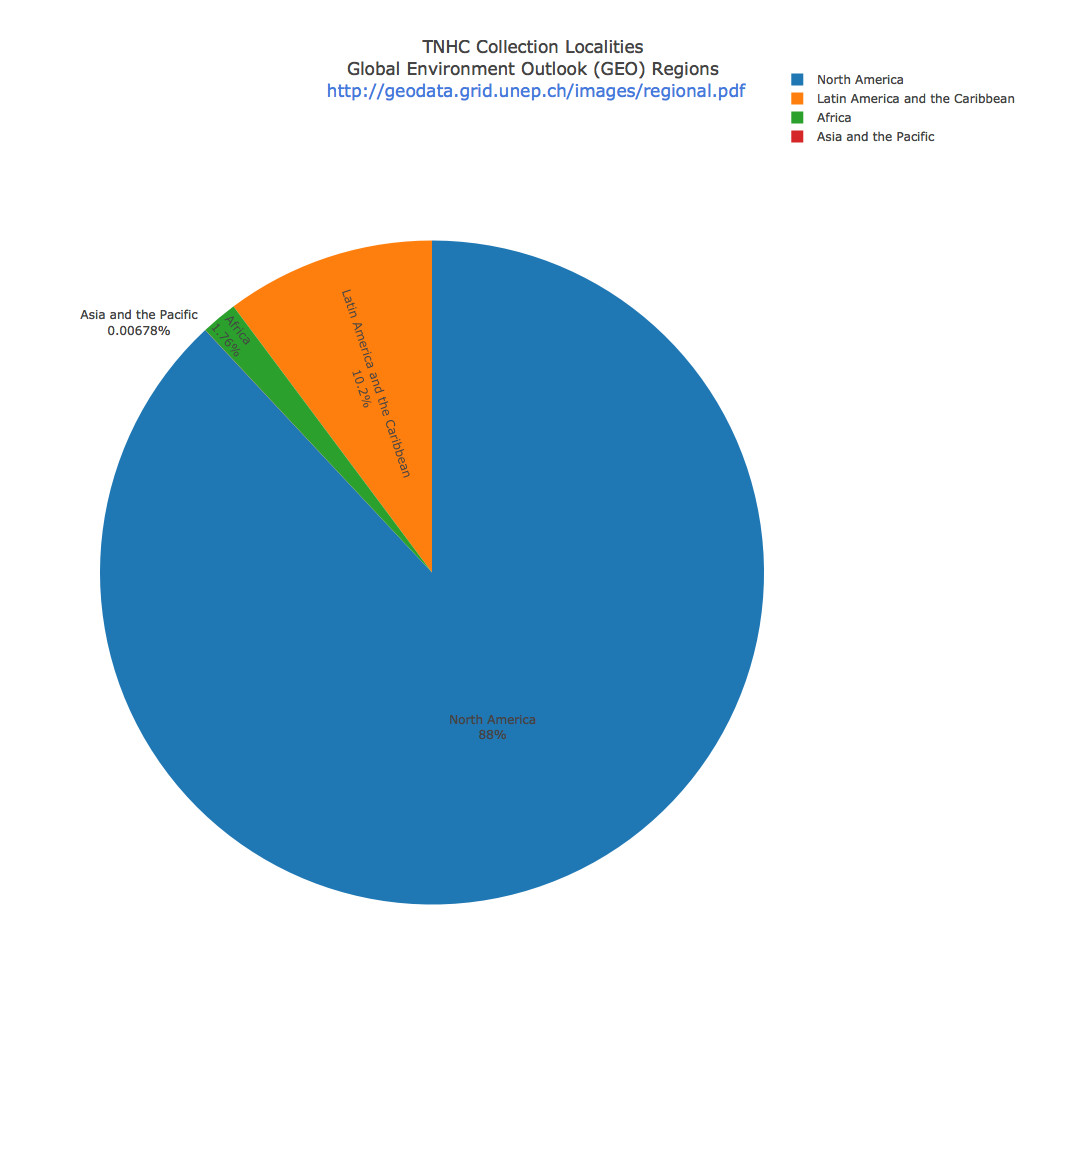 TNHC Collection Localities
Global Environment Outlook (GEO) Regions
http://geodata.grid.unep.ch/images/regional.pdf
North America
Latin America and the Caribbean
Africa
Asia and the Pacific
Asia and the Pacific
0.00678%
Africa
1.76%
Latin America and the Caribbean
10.2%
North America
88%